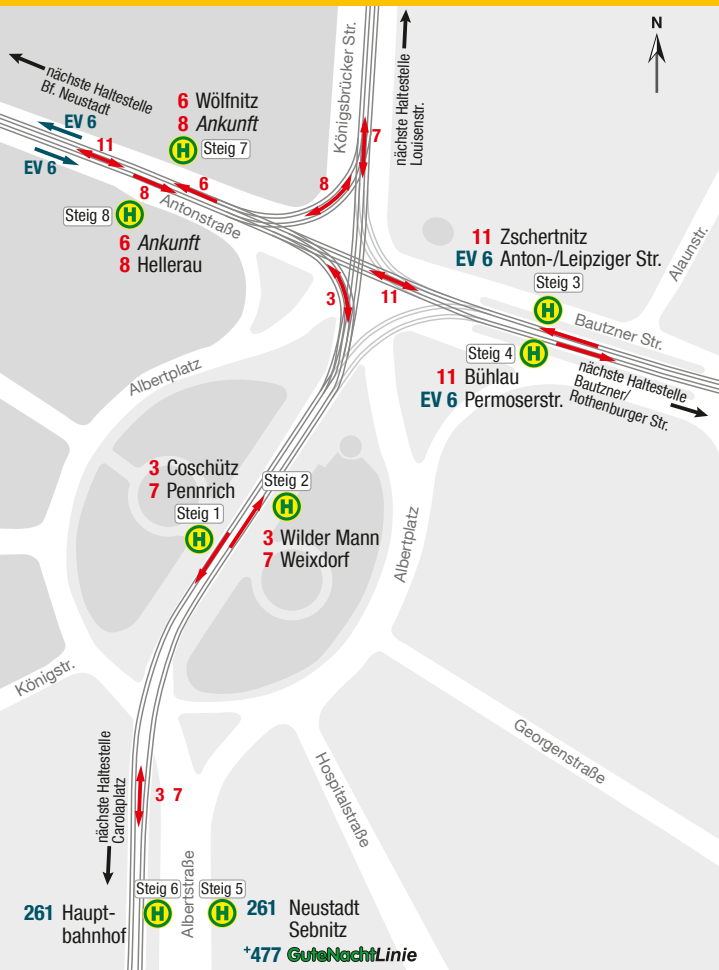 N
Königsbrücker Str.
nächste Haltestelle
Louisenstr.
nächste Haltestelle
Bf. Neustadt
6 Wölfnitz
8 Ankunft
H Steig 7
EV 6
11
EV 6
8
6
8
7
Antonstraße
Steig 8 H
6 Ankunft
8 Hellerau
3
11
11 Zschertnitz
EV 6 Anton-/Leipziger Str.
Steig 3
H
Alaunstr.
Bautzner Str.
Steig 4 H
11 Bühlau
EV 6 Permoserstr.
nächste Haltestelle
Bautzner/
Rothenburger Str.
Albertplatz
3 Coschütz
7 Pennrich
Steig 1
H
Steig 2
H
3 Wilder Mann
7 Weixdorf
Albertplatz
Königstr.
Georgenstraße
Hospitalstraße
nächste Haltestelle
Carolaplatz
3 7
Albertstraße
Steig 6
H
261 Haupt-
bahnhof
Steig 5
H
261 Neustadt
Sebnitz
+477 GuteNachtLinie